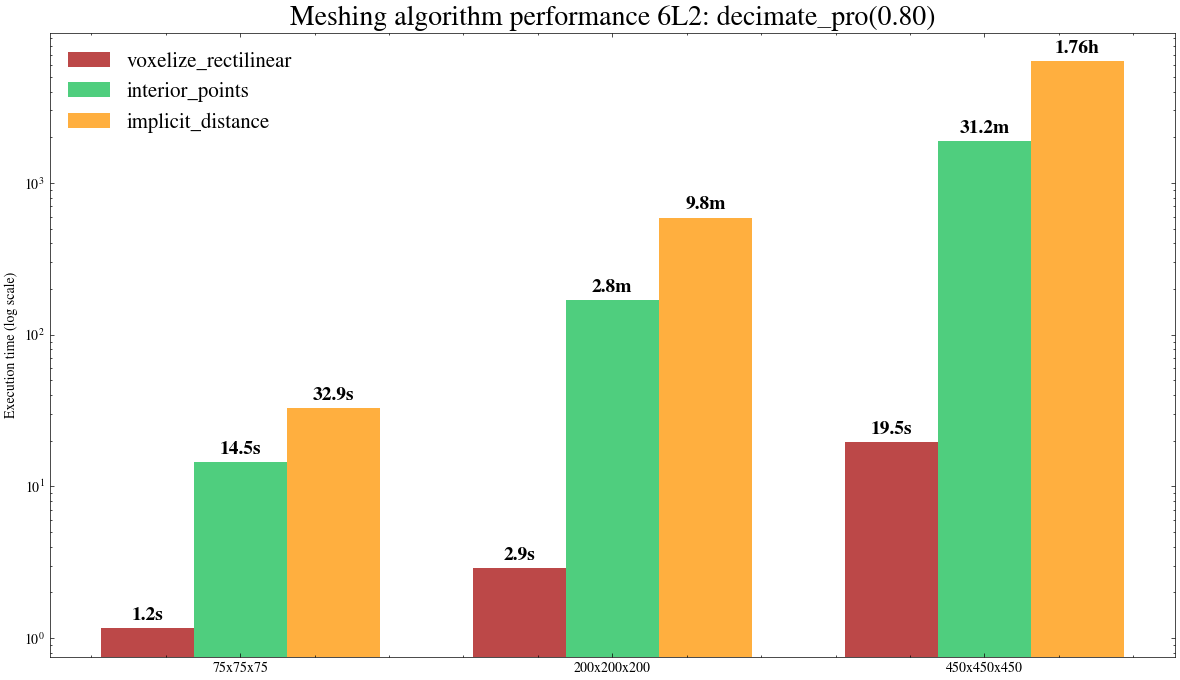 Meshing algorithm performance 6L2: decimate_pro(0.80)
voxelize_rectilinear
interior_points
implicit_distance
1.76h
31.2m
9.8m
2.8m
32.9s
14.5s
19.5s
2.9s
1.2s
10³
10²
10¹
10⁰
Execution time (log scale)
75x75x75
200x200x200
450x450x450